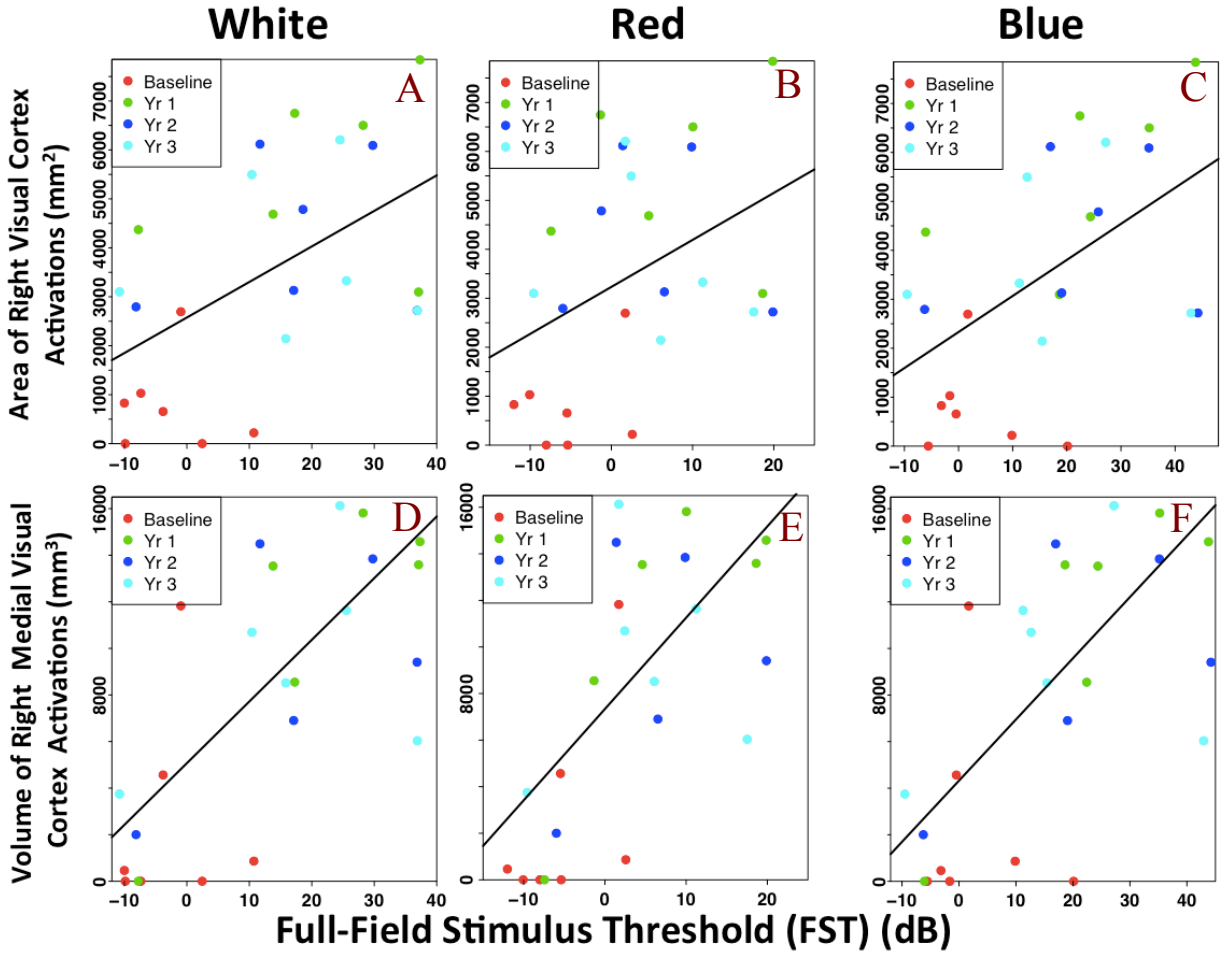 White Red Blue
Area of Right Visual Cortex
Activations (mm²)
A
Baseline
Yr 1
Yr 2
Yr 3
0 1000 2000 3000 4000 5000 6000 7000
−10 0 10 20 30 40
B
Baseline
Yr 1
Yr 2
Yr 3
0 1000 2000 3000 4000 5000 6000 7000
−10 0 10 20
C
Baseline
Yr 1
Yr 2
Yr 3
0 1000 2000 3000 4000 5000 6000 7000
−10 0 10 20 30 40
Volume of Right Medial Visual
Cortex Activations (mm³)
D
Baseline
Yr 1
Yr 2
Yr 3
0 8000 16000
−10 0 10 20 30 40
E
Baseline
Yr 1
Yr 2
Yr 3
0 8000 16000
−10 0 10 20
F
Baseline
Yr 1
Yr 2
Yr 3
0 8000 16000
−10 0 10 20 30 40
Full-Field Stimulus Threshold (FST) (dB)